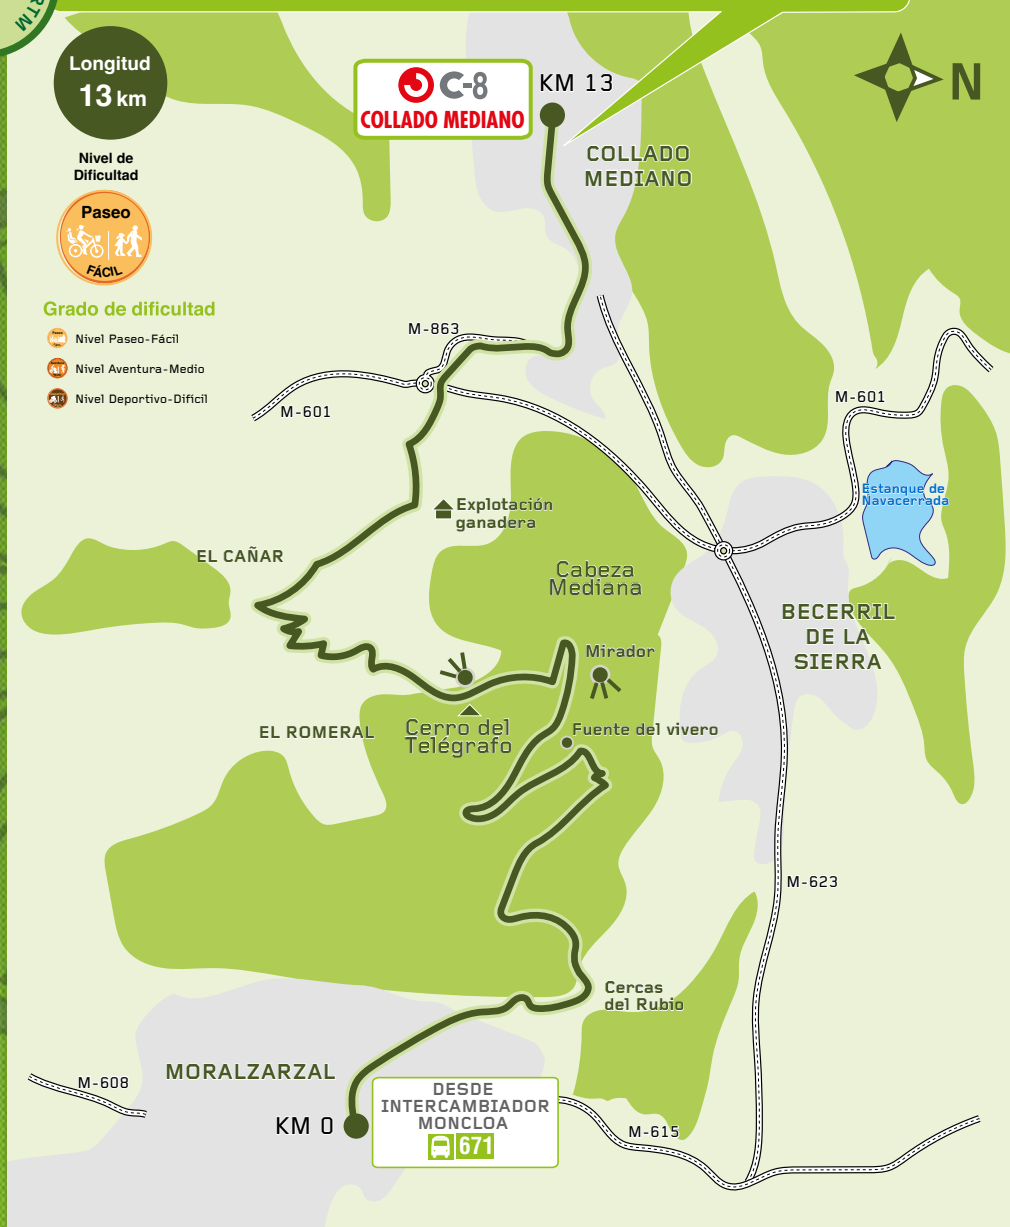 RTM
Longitud
13 km
Nivel de
Dificultad
Paseo
FÁCIL
Grado de dificultad
Nivel Paseo-Fácil
Nivel Aventura-Medio
Nivel Deportivo-Difícil
C-8
COLLADO MEDIANO
KM 13
N
COLLADO
MEDIANO
M-863
M-601
M-601
Estanque de
Navacerrada
Explotación
ganadera
EL CAÑAR
Cabeza
Mediana
BECERRIL
DE LA
SIERRA
Mirador
EL ROMERAL
Cerro del
Telégrafo
Fuente del vivero
M-623
Cercas
del Rubio
MORALZARZAL
M-608
KM 0
DESDE
INTERCAMBIADOR
MONCLOA
671
M-615